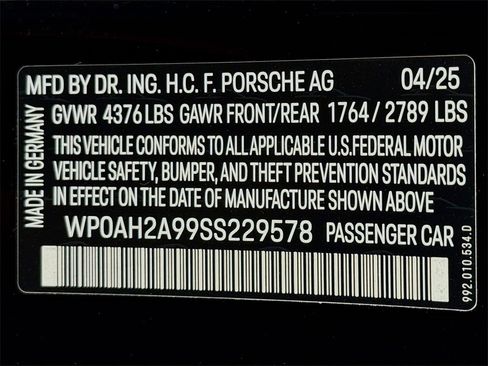 MFD BY DR. ING. H.C. F. PORSCHE AG 04/25
GVWR 4376 LBS GAWR FRONT/REAR 1764 / 2789 LBS
THIS VEHICLE CONFORMS TO ALL APPLICABLE U.S.FEDERAL MOTOR
VEHICLE SAFETY, BUMPER, AND THEFT PREVENTION STANDARDS
IN EFFECT ON THE DATE OF MANUFACTURE SHOWN ABOVE
WP0AH2A99SS229578 PASSENGER CAR
MADE IN GERMANY
992.010.534.D